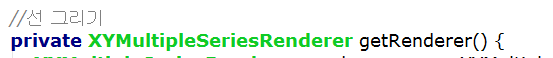 //선 그리기
private XYMultipleSeriesRenderer getRenderer() {